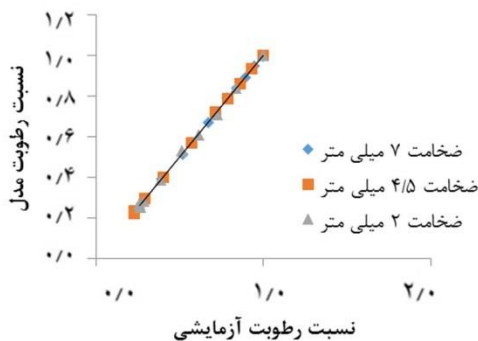 ۱/۲
۱/۰
۰/۸
۰/۶
۰/۴
۰/۲
۰/۰
نسبت رطوبت مدل
ضخامت ۷ میلی متر
ضخامت ۴/۵ میلی متر
ضخامت ۲ میلی متر
۰/۰ ۱/۰ ۲/۰
نسبت رطوبت آزمایشی